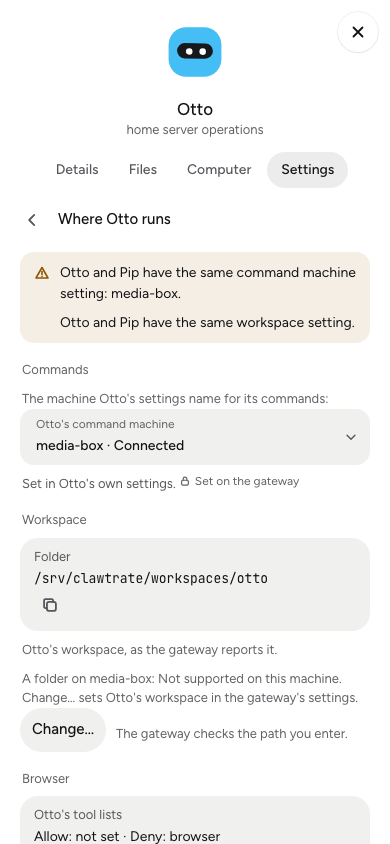 Otto
home server operations
Details
Files
Computer
Settings
Where Otto runs
Otto and Pip have the same command machine
setting: media-box.
Otto and Pip have the same workspace setting.
Commands
The machine Otto's settings name for its commands:
Otto's command machine
media-box · Connected
Set in Otto's own settings. Set on the gateway
Workspace
Folder
/srv/clawtrate/workspaces/otto
Otto's workspace, as the gateway reports it.
A folder on media-box: Not supported on this machine.
Change... sets Otto's workspace in the gateway's settings.
Change... The gateway checks the path you enter.
Browser
Otto's tool lists
Allow: not set · Deny: browser